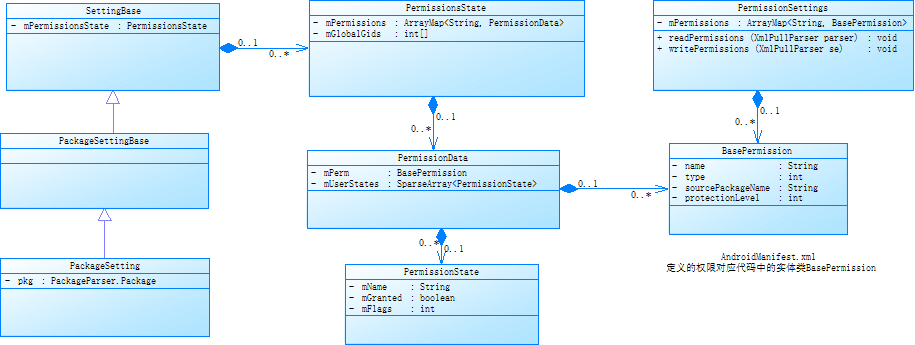 SettingBase
- mPermissionsState : PermissionsState
0..1
0..*
PermissionsState
- mPermissions : ArrayMap<String, PermissionData>
- mGlobalGids : int[]
PermissionSettings
- mPermissions : ArrayMap<String, BasePermission>
+ readPermissions (XmlPullParser parser) : void
+ writePermissions (XmlPullParser se) : void
0..1
0..*
0..1
0..*
PackageSettingBase
PermissionData
- mPerm : BasePermission
- mUserStates : SparseArray<PermissionState>
0..1
0..*
BasePermission
- name : String
- type : int
- sourcePackageName : String
- protectionLevel : int
0..*
0..1
PackageSetting
- pkg : PackageParser.Package
PermissionState
- mName : String
- mGranted : boolean
- mFlags : int
AndroidManifest.xml
定义的权限对应代码中的实体类BasePermission